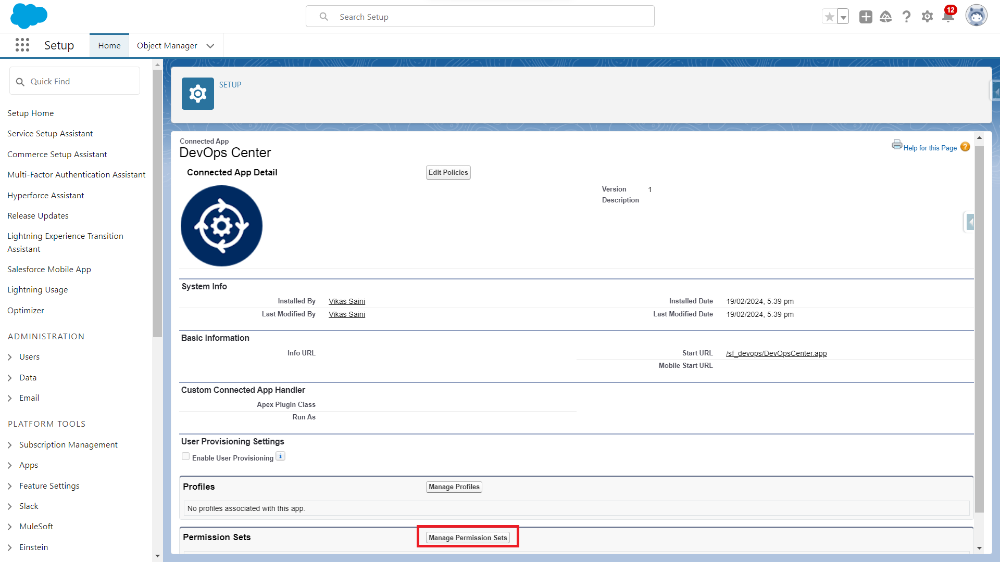 Search Setup
12
Setup
Home
Object Manager
Quick Find
Setup Home
Service Setup Assistant
Commerce Setup Assistant
Multi-Factor Authentication Assistant
Hyperforce Assistant
Release Updates
Lightning Experience Transition
Assistant
Salesforce Mobile App
Lightning Usage
Optimizer
ADMINISTRATION
Users
Data
Email
PLATFORM TOOLS
Subscription Management
Apps
Feature Settings
Slack
MuleSoft
Einstein
SETUP
Connected App
DevOps Center
Help for this Page ?
Connected App Detail
Edit Policies
Version 1
Description
System Info
Installed By Vikas Saini Installed Date 19/02/2024, 5:39 pm
Last Modified By Vikas Saini Last Modified Date 19/02/2024, 5:39 pm
Basic Information
Info URL Start URL /sf_devops/DevOpsCenter.app
Mobile Start URL
Custom Connected App Handler
Apex Plugin Class
Run As
User Provisioning Settings
Enable User Provisioning i
Profiles Manage Profiles
No profiles associated with this app.
Permission Sets Manage Permission Sets